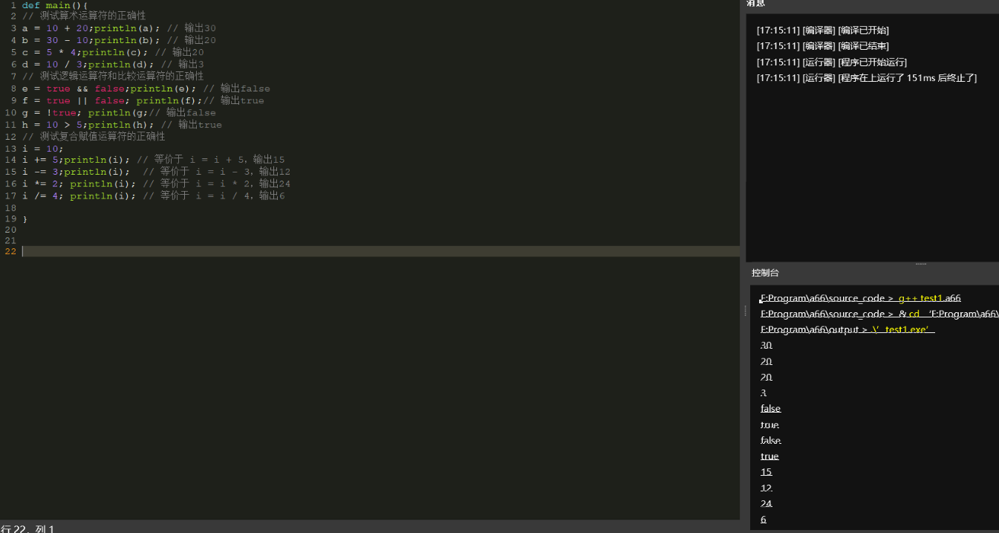 1 def main(){
2 // 测试算术运算符的正确性
3 a = 10 + 20;println(a); // 输出30
4 b = 30 - 10;println(b); // 输出20
5 c = 5 * 4;println(c); // 输出20
6 d = 10 / 3;println(d); // 输出3
7 // 测试逻辑运算符和比较运算符的正确性
8 e = true && false;println(e); // 输出false
9 f = true || false; println(f);// 输出true
10 g = !true; println(g;// 输出false
11 h = 10 > 5;println(h); // 输出true
12 // 测试复合赋值运算符的正确性
13 i = 10;
14 i += 5;println(i); // 等价于 i = i + 5，输出15
15 i -= 3;println(i);  // 等价于 i = i - 3，输出12
16 i *= 2; println(i); // 等价于 i = i * 2，输出24
17 i /= 4; println(i); // 等价于 i = i / 4，输出6
18
19 }
20
21
22
行 22，列 1
消息
[17:15:11] [编译器] [编译已开始]
[17:15:11] [编译器] [编译已结束]
[17:15:11] [运行器] [程序已开始运行]
[17:15:11] [运行器] [程序在上运行了 151ms 后终止了]
控制台
F:Program\a66\source_code > g++ test1.a66
F:Program\a66\source_code > & cd 'F:Program\a66\
F:Program\a66\output > .\' test1.exe'
30
20
20
3
false
true
false
true
15
12
24
6